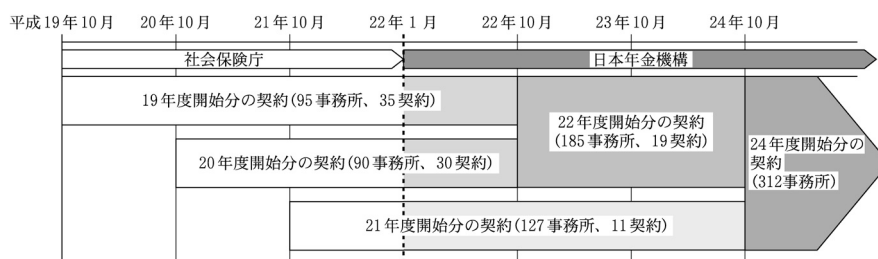 平成19年10月 20年10月 21年10月 22年1月 22年10月 23年10月 24年10月
社会保険庁 日本年金機構
19年度開始分の契約(95事務所、35契約)
22年度開始分の契約
(185事務所、19契約)
20年度開始分の契約(90事務所、30契約)
24年度開始分の
契約
(312事務所)
21年度開始分の契約(127事務所、11契約)